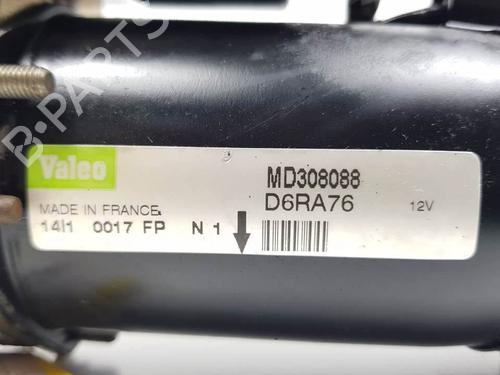 B-PARTS
Valeo
MD308088
D6RA76
12V
MADE IN FRANCE
14I1 0017 FP N 1